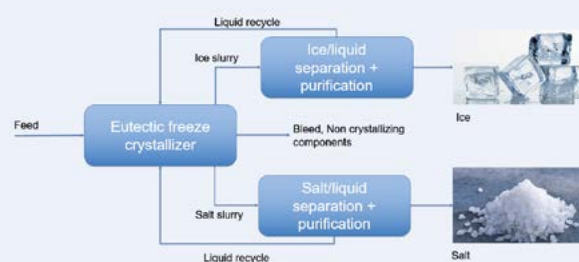 Liquid recycle
Ice/liquid
separation +
purification
Ice slurry
Ice
Feed
Eutectic freeze
crystallizer
Bleed, Non crystallizing
components
Salt/liquid
separation +
purification
Salt slurry
Salt
Liquid recycle